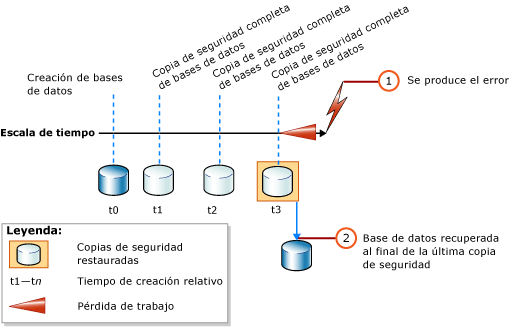 Copia de seguridad completa
de bases de datos
Copia de seguridad completa
de bases de datos
Copia de seguridad completa
de bases de datos
Creación de bases
de datos
1
Se produce el error
Escala de tiempo
t0
t1
t2
t3
2
Base de datos recuperada
al final de la última copia
de seguridad
Leyenda:
Copias de seguridad
restauradas
t1—tn
Tiempo de creación relativo
Pérdida de trabajo